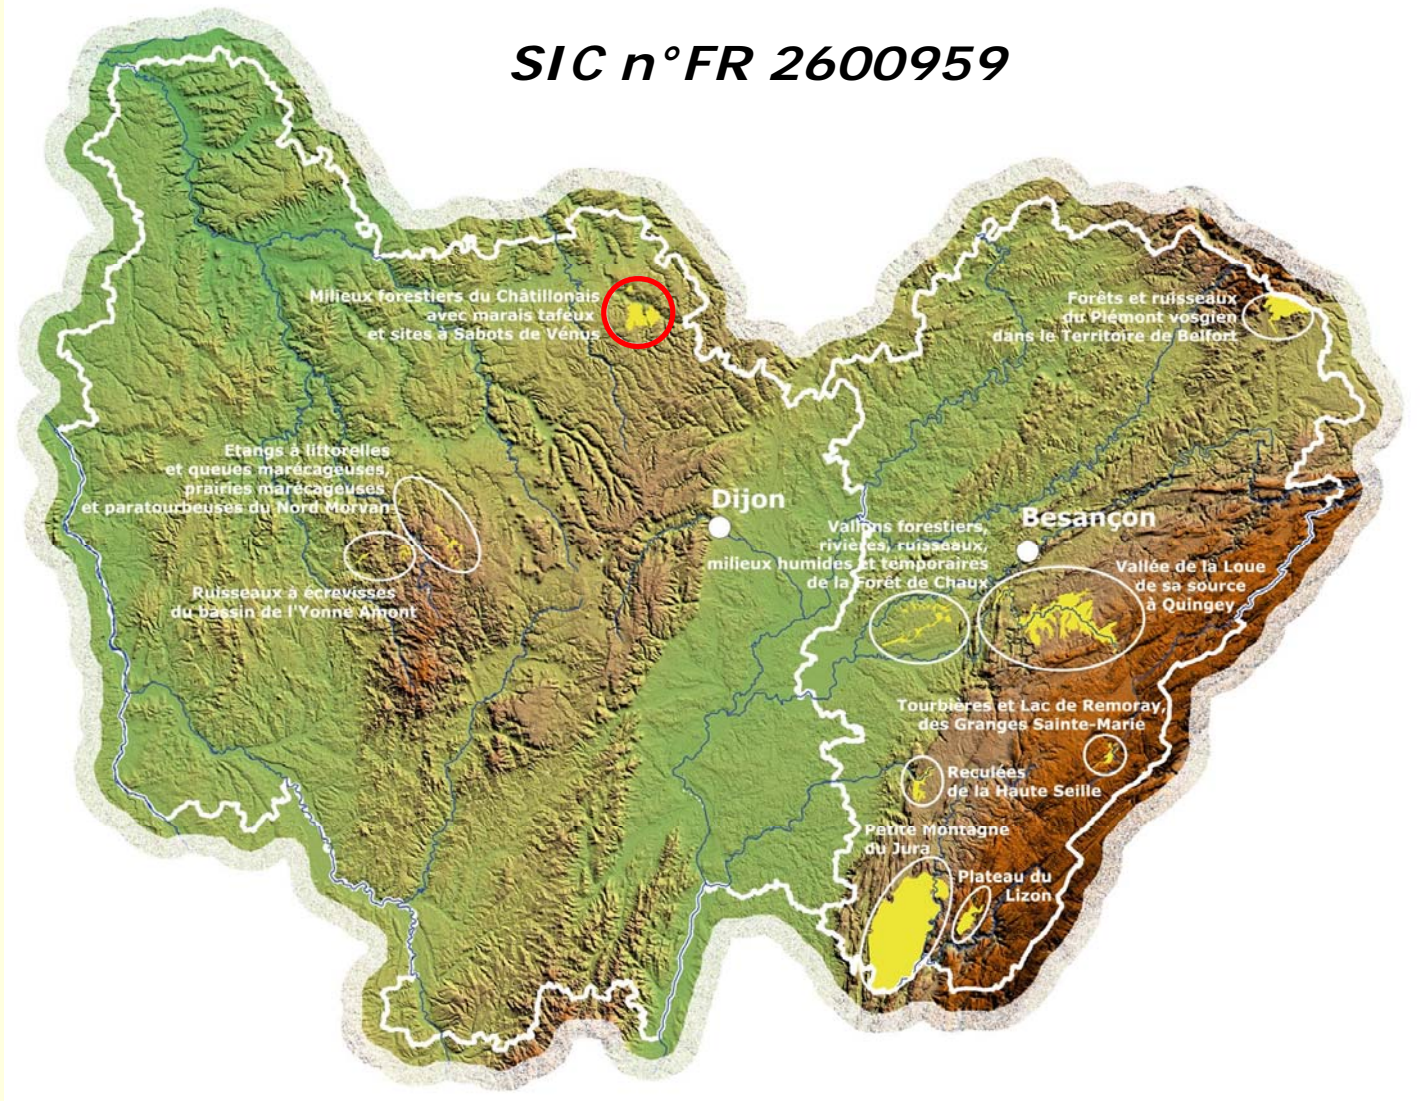 SIC n°FR 2600959
Milieux forestiers du Châtillonais
avec marais tafeux
et sites à Sabots de Vénus
Forêts et ruisseaux
du Piémont vosgien
dans le Territoire de Belfort
Etangs à littorelles
et queues marécageuses,
prairies marécageuses
et paratourbeuses du Nord Morvan
Ruisseaux à écrevisses
du bassin de l'Yonne Amont
Dijon
Besançon
Vallons forestiers,
rivières, ruisseaux,
milieux humides et temporaires
de la Forêt de Chaux
Vallée de la Loue
de sa source
à Quingey
Tourbières et Lac de Remoray,
des Granges Sainte-Marie
Reculées
de la Haute Seille
Petite Montagne
du Jura
Plateau du
Lizon